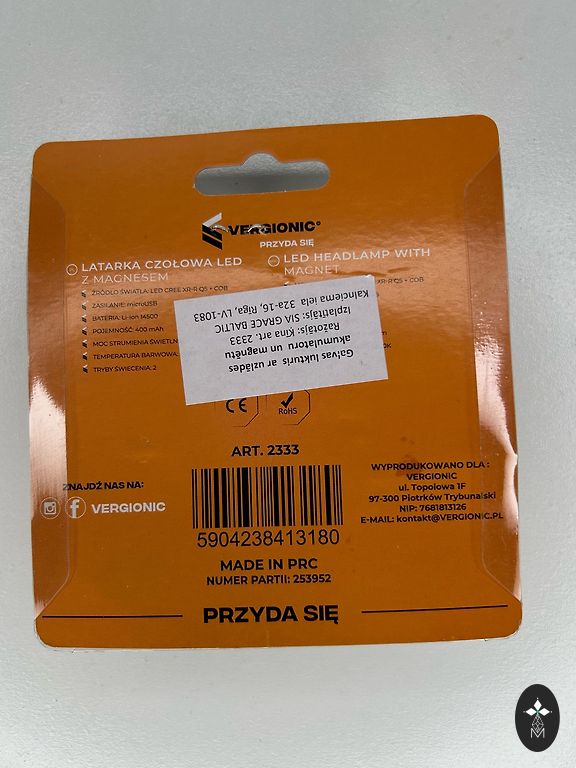 VERGIONIC®
PRZYDA SIĘ
LATARKA CZOŁOWA LED
Z MAGNESEM
ŹRÓDŁO ŚWIATŁA: LED CREE XR-R Q5 + COB
ZASILANIE: microUSB
BATERIA: Li-Ion 14500
POJEMNOŚĆ: 400 mAh
MOC STRUMIENIA ŚWIETLN
TEMPERATURA BARWOWA:
TRYBY ŚWIECENIA: 2
LED HEADLAMP WITH
MAGNET
Galvas lukturis ar uzlādes
akumulatoru un magnētu
Ražotājs: Ķīna art. 2333
Izplatītājs: SIA GRACE BALTIC
Kalnciema iela 32a-16, Rīga, LV-1083
CE
RoHS
ART. 2333
5904238413180
MADE IN PRC
NUMER PARTII: 253952
ZNAJDŹ NAS NA:
VERGIONIC
WYPRODUKOWANO DLA :
VERGIONIC
ul. Topolowa 1F
97-300 Piotrków Trybunalski
NIP: 7681813126
E-MAIL: kontakt@VERGIONIC.PL
PRZYDA SIĘ
M